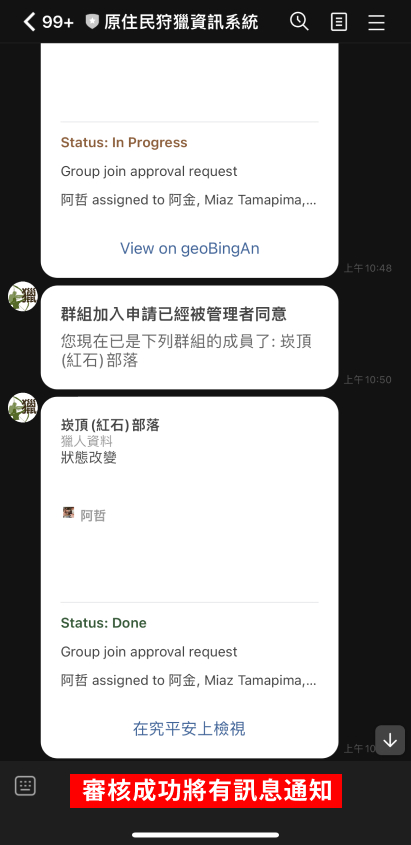 99+ 原住民狩獵資訊系統
Status: In Progress
Group join approval request
阿哲 assigned to 阿金, Miaz Tamapima,...
View on geoBingAn
上午10:48
獵
群組加入申請已經被管理者同意
您現在已是下列群組的成員了: 崁頂
(紅石)部落
上午10:50
獵
崁頂(紅石)部落
獵人資料
狀態改變
阿哲
Status: Done
Group join approval request
阿哲 assigned to 阿金, Miaz Tamapima,...
在究平安上檢視
上午10
審核成功將有訊息通知